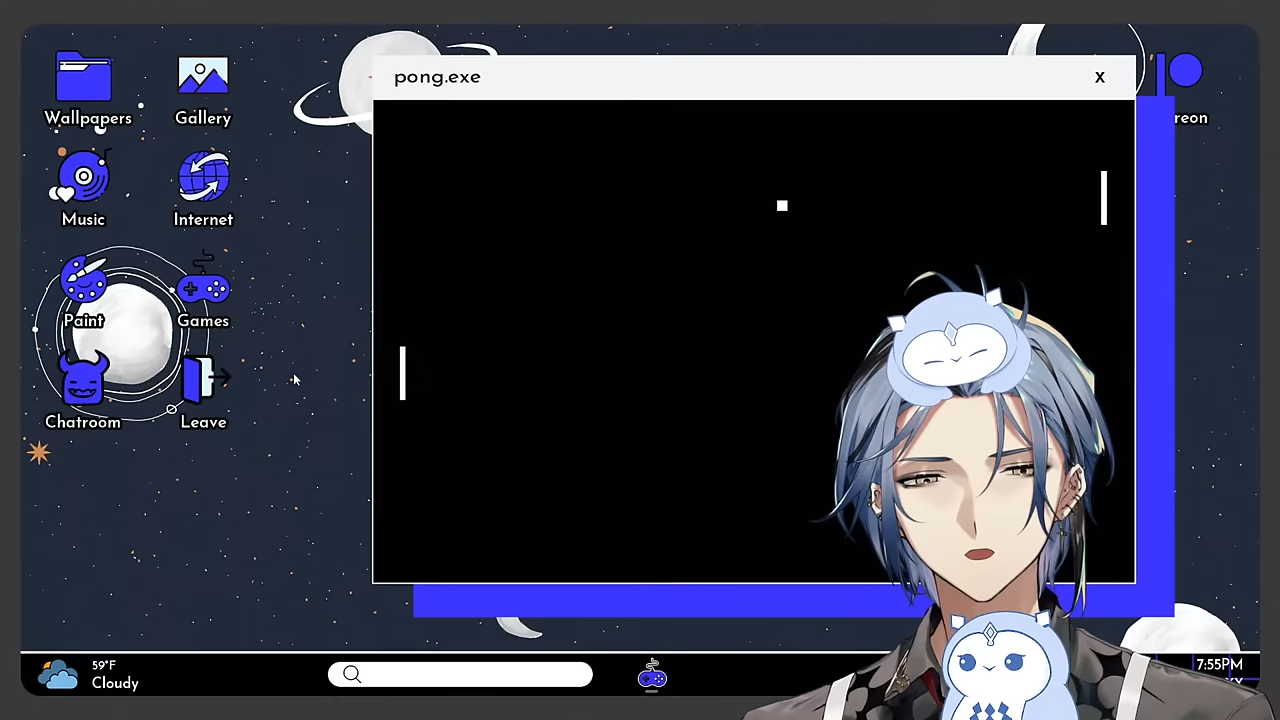 pong.exe
x
Wallpapers
Gallery
reon
Music
Internet
Paint
Games
Chatroom
Leave
59°F
Cloudy
7:55PM